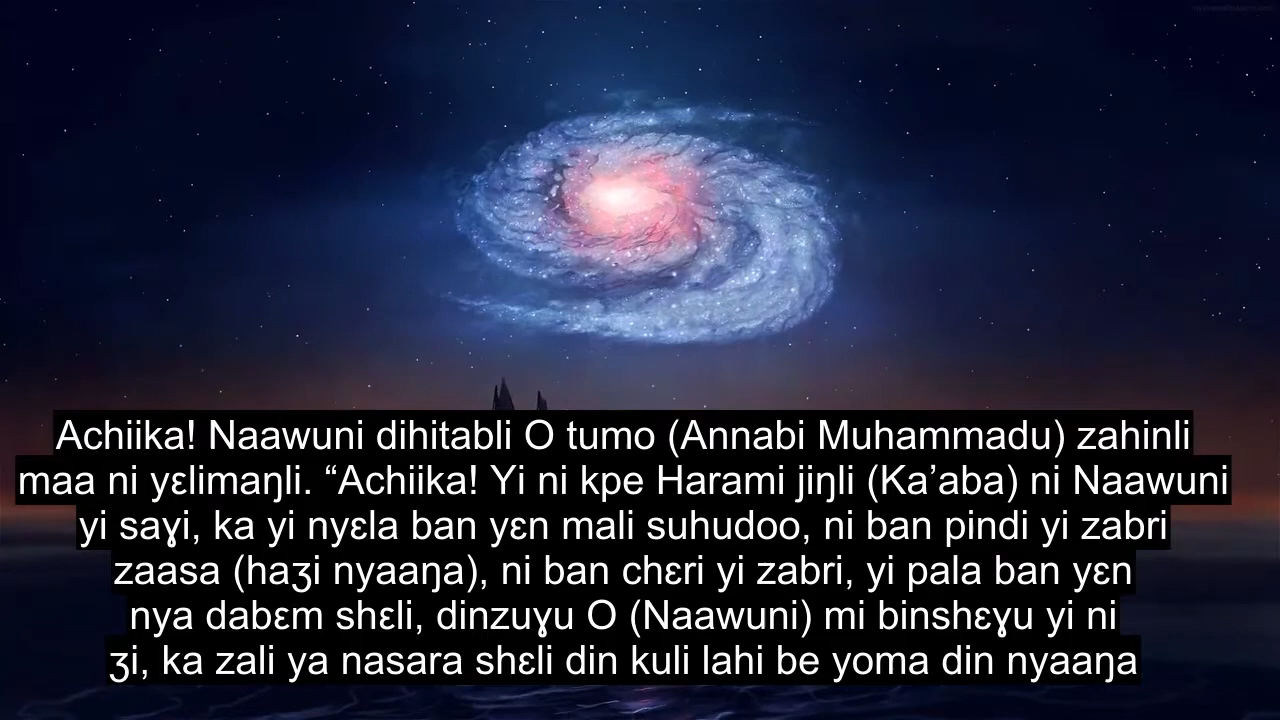 Achiika! Naawuni dihitabli O tumo (Annabi Muhammadu) zahinli
maa ni yɛlimaŋli. “Achiika! Yi ni kpe Harami jiŋli (Ka’aba) ni Naawuni
yi saɣi, ka yi nyɛla ban yɛn mali suhudoo, ni ban pindi yi zabri
zaasa (haʒi nyaaŋa), ni ban chɛri yi zabri, yi pala ban yɛn
nya dabɛm shɛli, dinzuɣu O (Naawuni) mi binshɛɣu yi ni
ʒi, ka zali ya nasara shɛli din kuli lahi be yoma din nyaaŋa